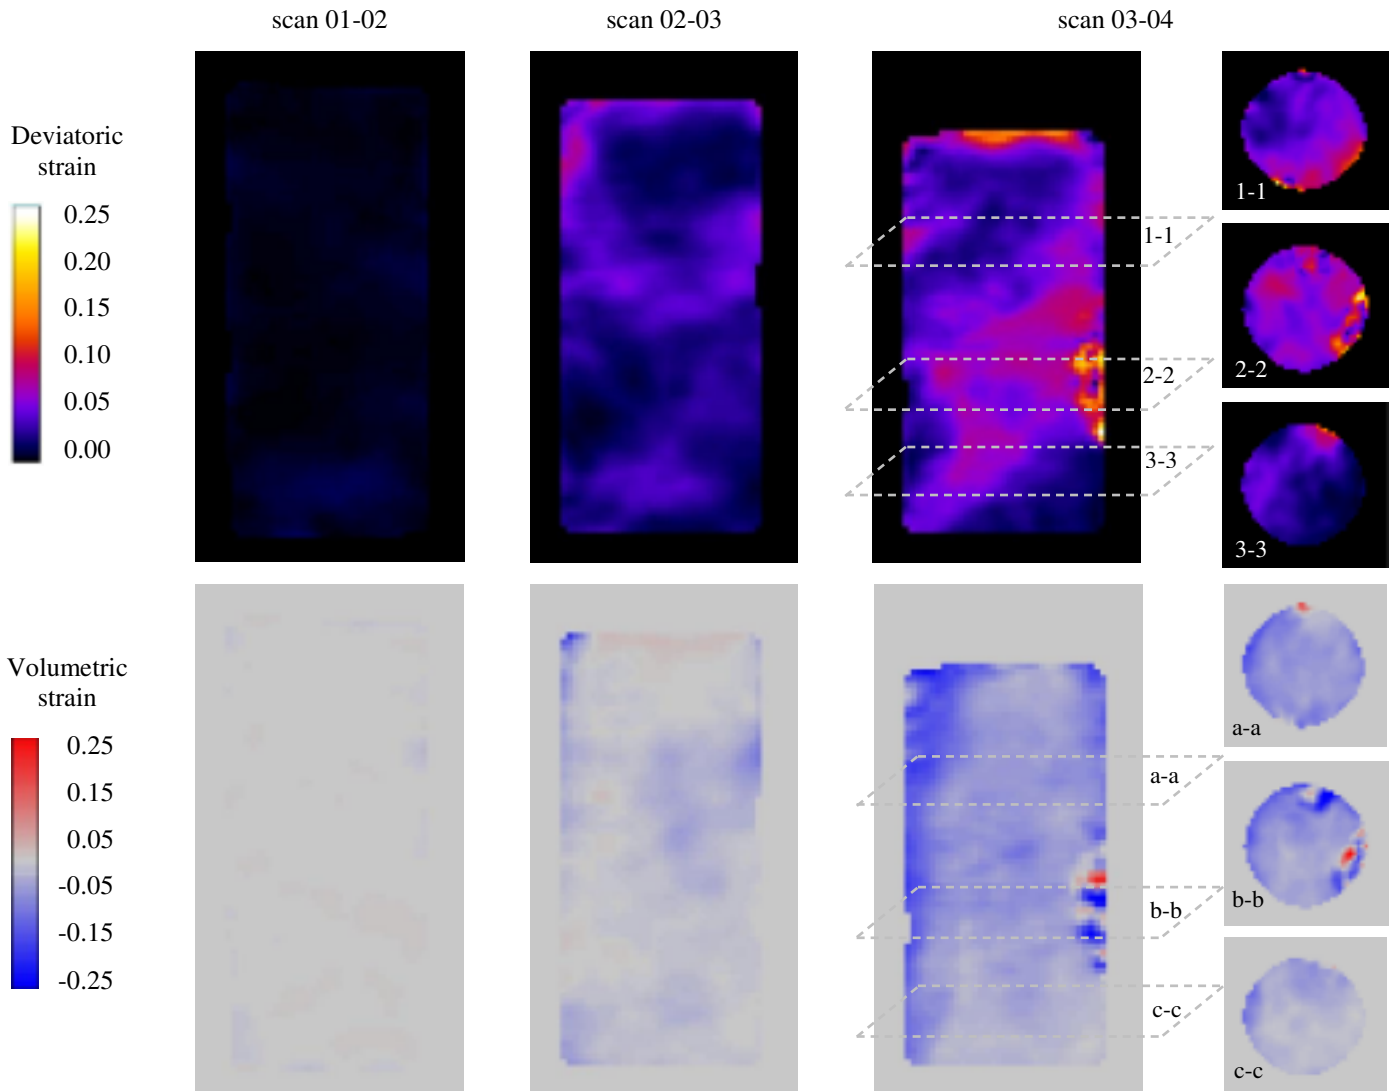 scan 01-02
scan 02-03
scan 03-04
Deviatoric
strain
0.25
0.20
0.15
0.10
0.05
0.00
1-1
2-2
3-3
1-1
2-2
3-3
Volumetric
strain
0.25
0.15
0.05
-0.05
-0.15
-0.25
a-a
b-b
c-c
a-a
b-b
c-c